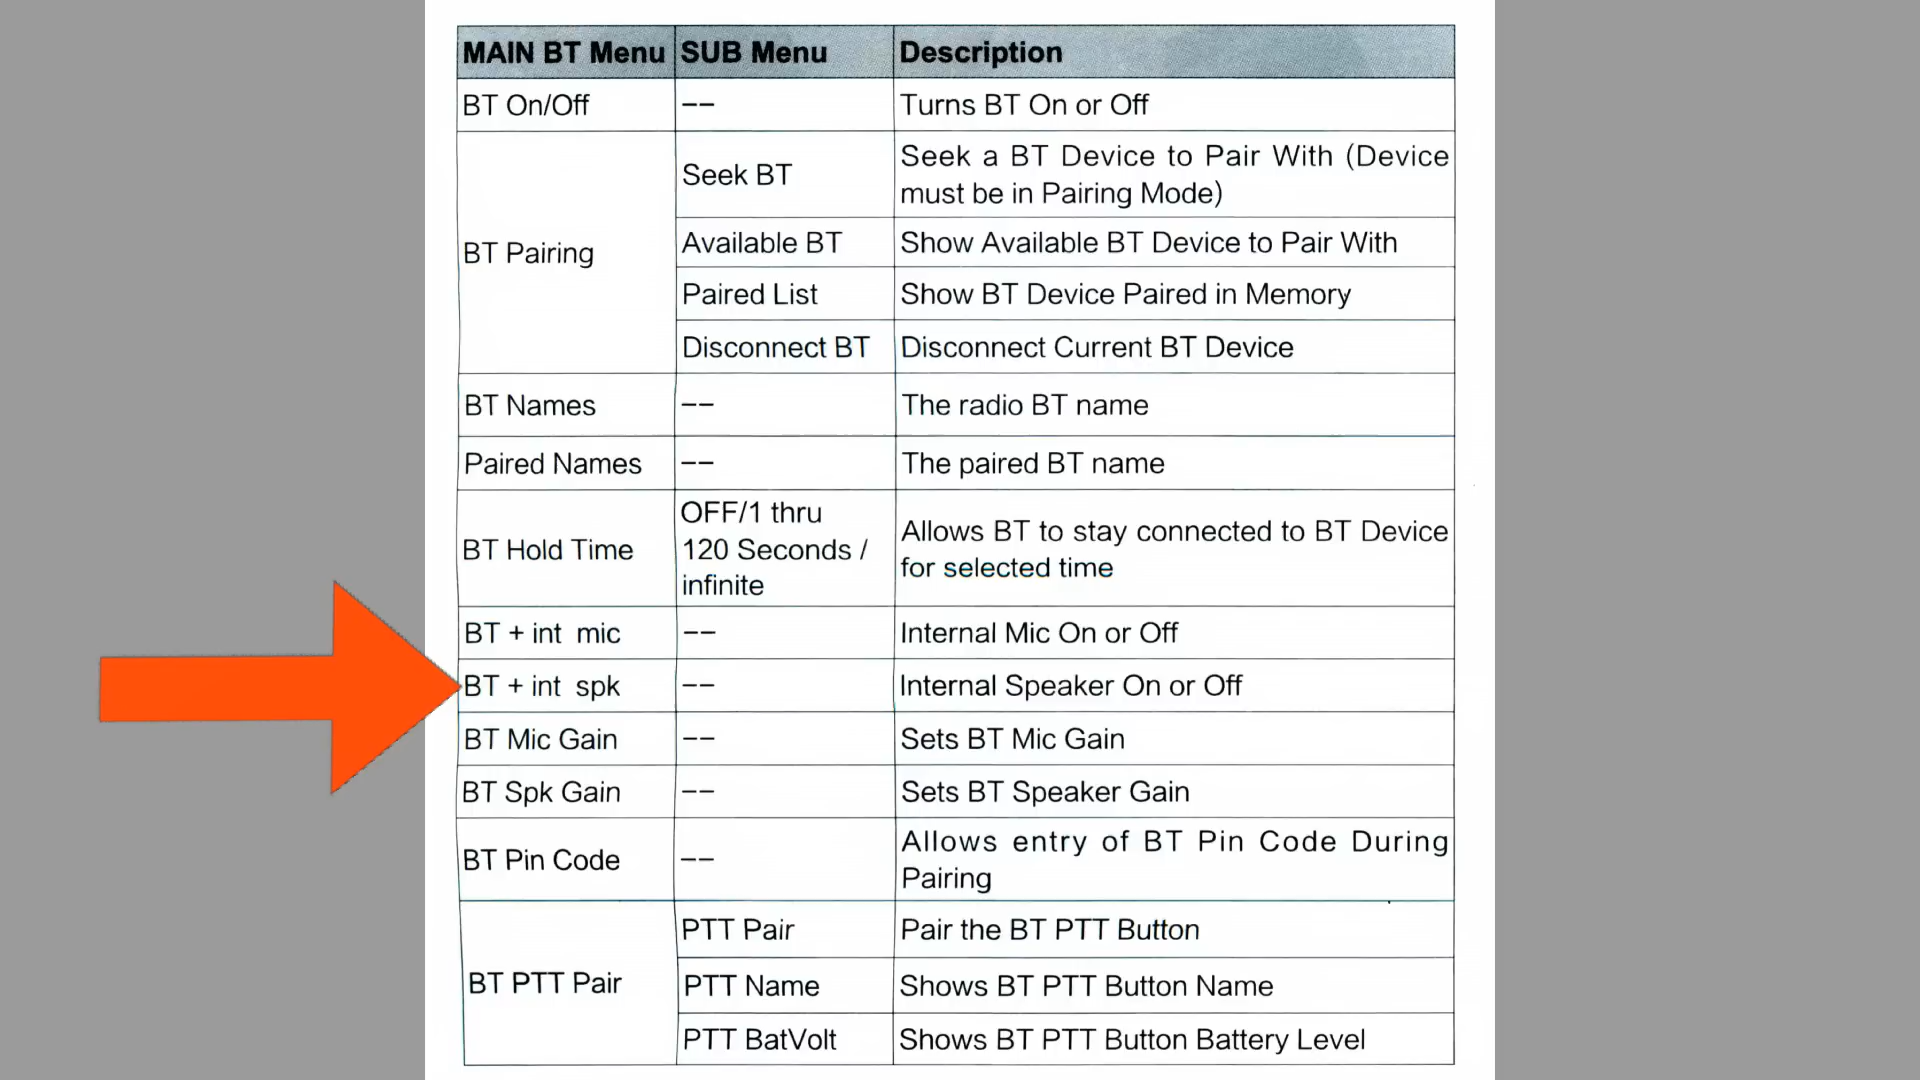 MAIN BT Menu SUB Menu Description
BT On/Off -- Turns BT On or Off
BT Pairing
Seek BT
Seek a BT Device to Pair With (Device
must be in Pairing Mode)
Available BT Show Available BT Device to Pair With
Paired List Show BT Device Paired in Memory
Disconnect BT Disconnect Current BT Device
BT Names -- The radio BT name
Paired Names -- The paired BT name
BT Hold Time
OFF/1 thru
120 Seconds /
infinite
Allows BT to stay connected to BT Device
for selected time
BT + int mic -- Internal Mic On or Off
BT + int spk -- Internal Speaker On or Off
BT Mic Gain -- Sets BT Mic Gain
BT Spk Gain -- Sets BT Speaker Gain
BT Pin Code --
Allows entry of BT Pin Code During
Pairing
BT PTT Pair
PTT Pair Pair the BT PTT Button
PTT Name Shows BT PTT Button Name
PTT BatVolt Shows BT PTT Button Battery Level